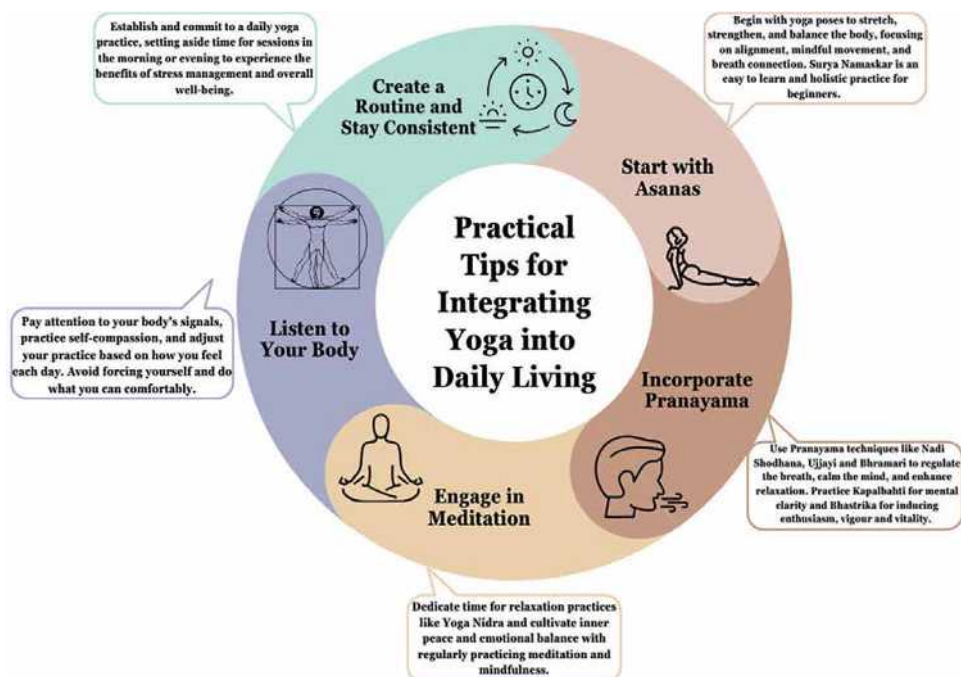 Establish and commit to a daily yoga
practice, setting aside time for sessions in
the morning or evening to experience the
benefits of stress management and overall
well-being.
Begin with yoga poses to stretch,
strengthen, and balance the body, focusing
on alignment, mindful movement, and
breath connection. Surya Namaskar is an
easy to learn and holistic practice for
beginners.
Create a
Routine and
Stay Consistent
Start with
Asanas
Practical
Tips for
Integrating
Yoga into
Daily Living
Listen to
Your Body
Pay attention to your body's signals,
practice self-compassion, and adjust
your practice based on how you feel
each day. Avoid forcing yourself and do
what you can comfortably.
Incorporate
Pranayama
Use Pranayama techniques like Nadi
Shodhana, Ujjayi and Bhramari to regulate
the breath, calm the mind, and enhance
relaxation. Practice Kapalbahti for mental
clarity and Bhastrika for inducing
enthusiasm, vigour and vitality.
Engage in
Meditation
Dedicate time for relaxation practices
like Yoga Nidra and cultivate inner
peace and emotional balance with
regularly practicing meditation and
mindfulness.